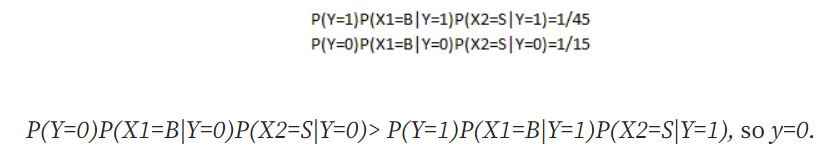 P(Y=1)P(X1=B|Y=1)P(X2=S|Y=1)=1/45
P(Y=0)P(X1=B|Y=0)P(X2=S|Y=0)=1/15
P(Y=0)P(X1=B|Y=0)P(X2=S|Y=0)> P(Y=1)P(X1=B|Y=1)P(X2=S|Y=1), so y=0.